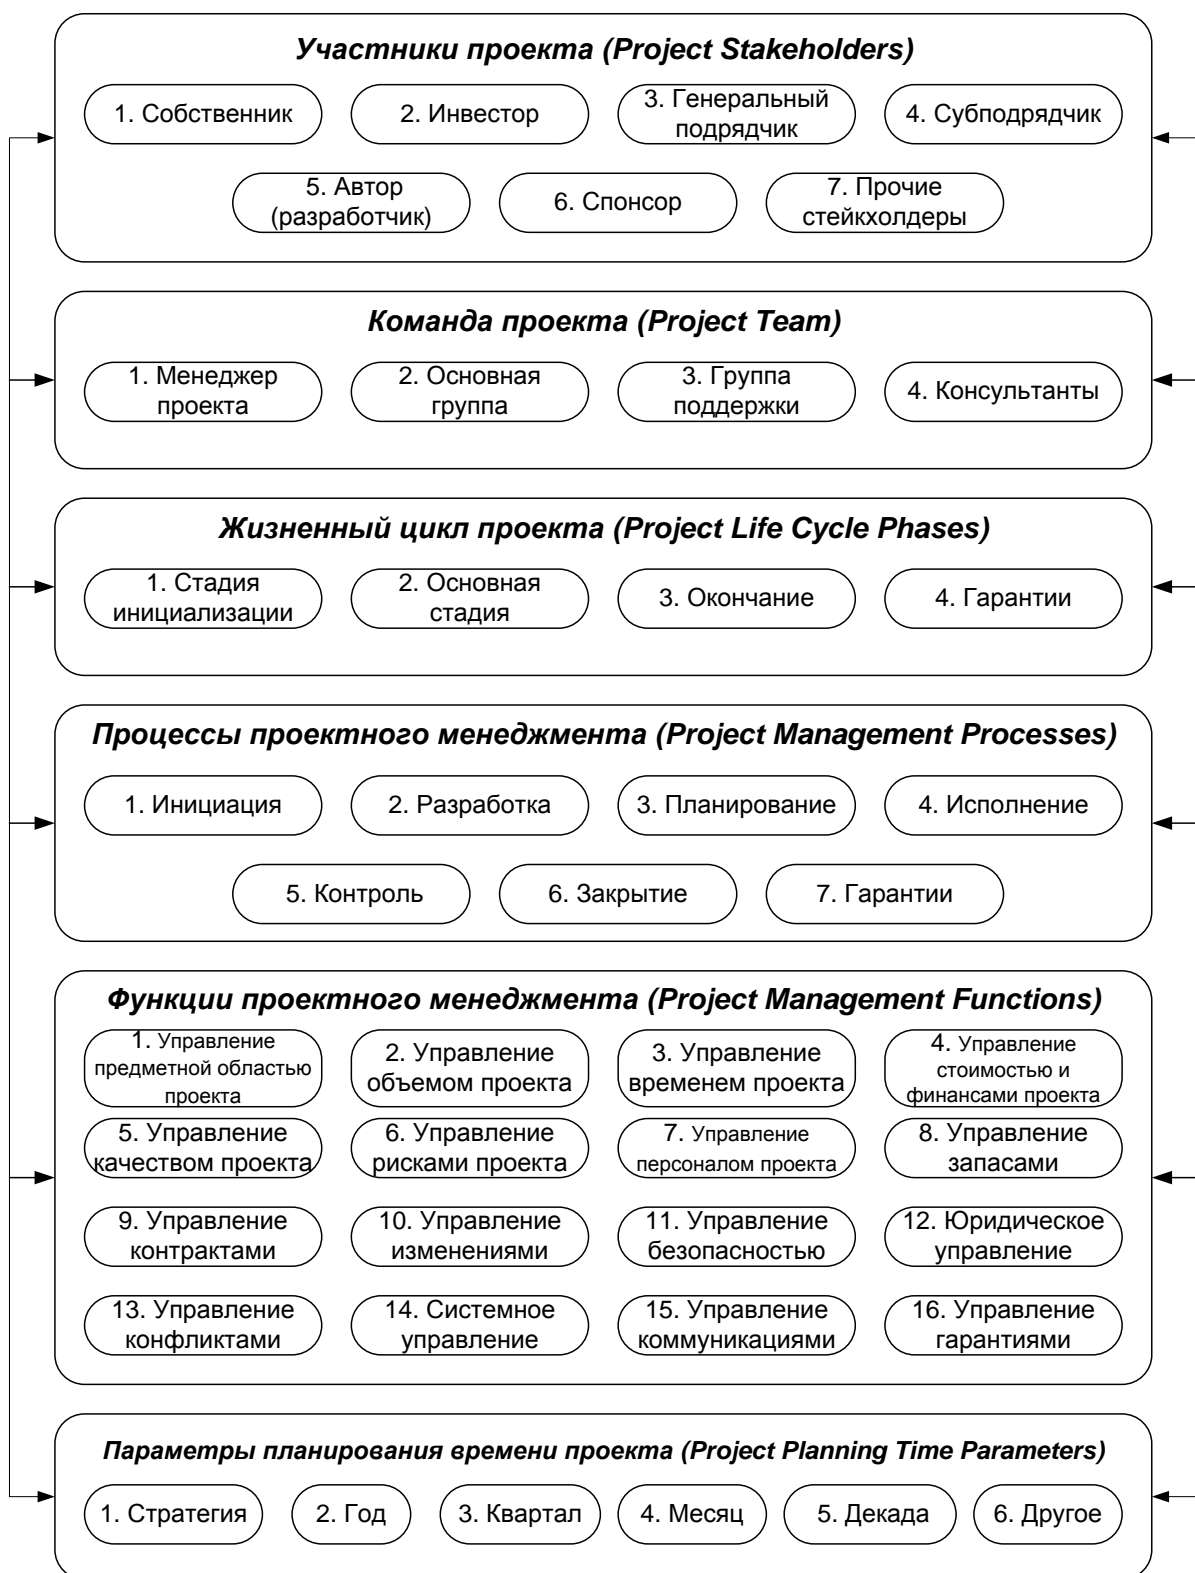 Участники проекта (Project Stakeholders)
1. Собственник
2. Инвестор
3. Генеральный
подрядчик
4. Субподрядчик
5. Автор
(разработчик)
6. Спонсор
7. Прочие
стейкхолдеры
Команда проекта (Project Team)
1. Менеджер
проекта
2. Основная
группа
3. Группа
поддержки
4. Консультанты
Жизненный цикл проекта (Project Life Cycle Phases)
1. Стадия
инициализации
2. Основная
стадия
3. Окончание
4. Гарантии
Процессы проектного менеджмента (Project Management Processes)
1. Инициация
2. Разработка
3. Планирование
4. Исполнение
5. Контроль
6. Закрытие
7. Гарантии
Функции проектного менеджмента (Project Management Functions)
1. Управление
предметной областью
проекта
2. Управление
объемом проекта
3. Управление
временем проекта
4. Управление
стоимостью и
финансами проекта
5. Управление
качеством проекта
6. Управление
рисками проекта
7. Управление
персоналом проекта
8. Управление
запасами
9. Управление
контрактами
10. Управление
изменениями
11. Управление
безопасностью
12. Юридическое
управление
13. Управление
конфликтами
14. Системное
управление
15. Управление
коммуникациями
16. Управление
гарантиями
Параметры планирования времени проекта (Project Planning Time Parameters)
1. Стратегия
2. Год
3. Квартал
4. Месяц
5. Декада
6. Другое